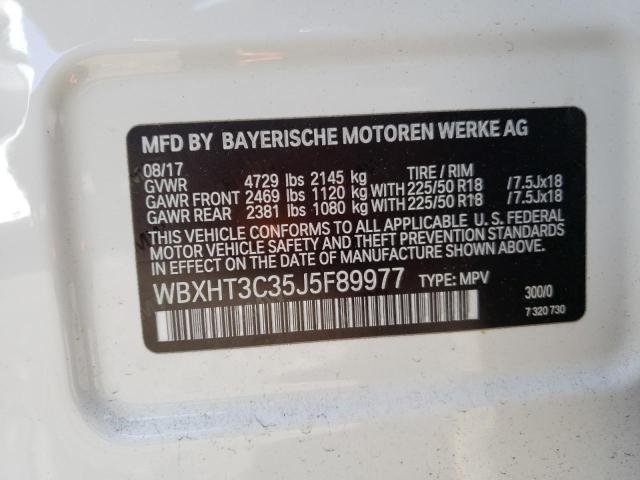 MFD BY BAYERISCHE MOTOREN WERKE AG
08/17
GVWR 4729 lbs 2145 kg TIRE / RIM
GAWR FRONT 2469 lbs 1120 kg WITH 225/50 R18 /7.5Jx18
GAWR REAR 2381 lbs 1080 kg WITH 225/50 R18 /7.5Jx18
THIS VEHICLE CONFORMS TO ALL APPLICABLE U.S. FEDERAL
MOTOR VEHICLE SAFETY AND THEFT PREVENTION STANDARDS
IN EFFECT ON THE DATE OF MANUFACTURE SHOWN ABOVE.
WBXHT3C35J5F89977 TYPE: MPV
300/0
7 320 730